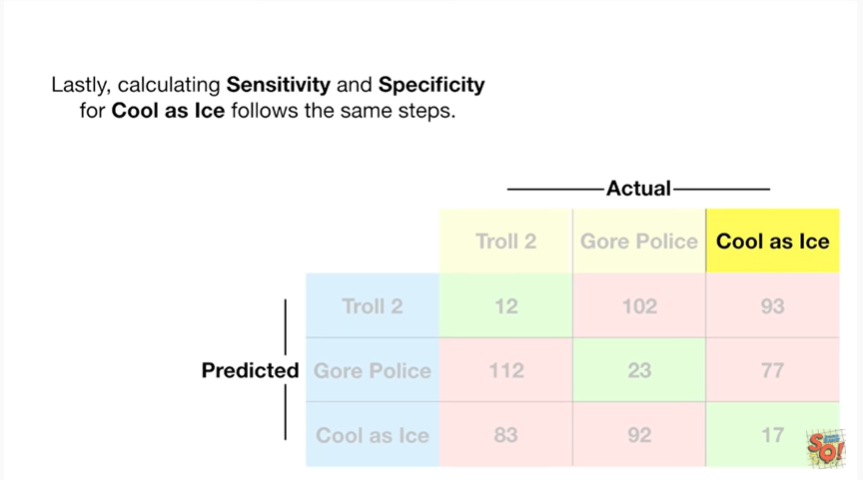 Lastly, calculating Sensitivity and Specificity
for Cool as Ice follows the same steps.
Actual
Troll 2 Gore Police Cool as Ice
Troll 2 12 102 93
Predicted Gore Police 112 23 77
Cool as Ice 83 92 17
SQ!